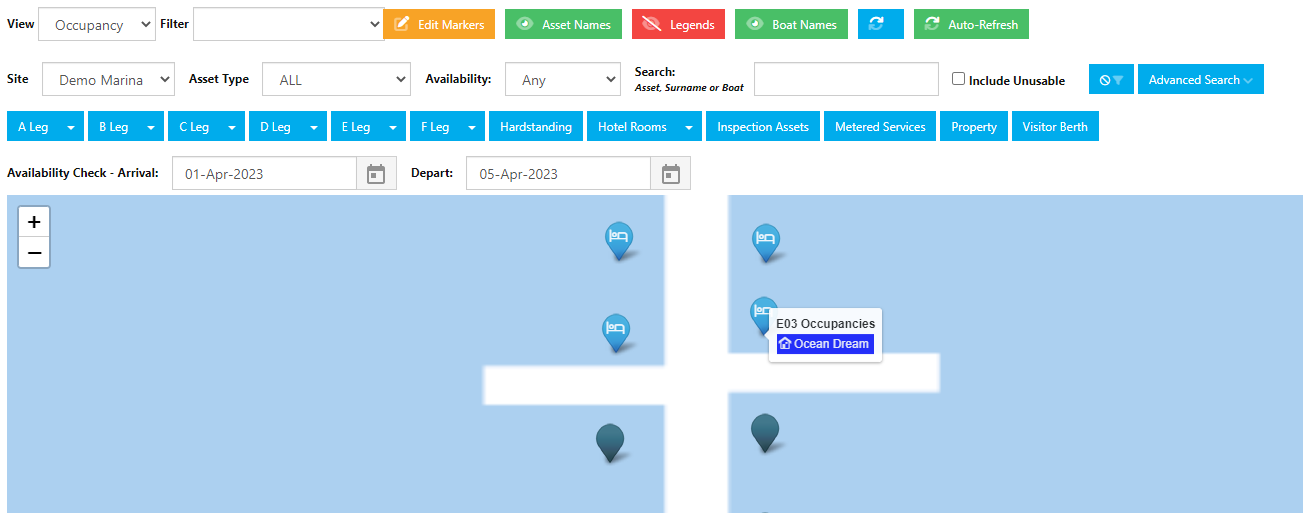 View Occupancy Filter Edit Markers Asset Names Legends Boat Names Auto-Refresh
Site Demo Marina Asset Type ALL Availability: Any Search: Include Unusable Advanced Search
Asset, Surname or Boat
A Leg B Leg C Leg D Leg E Leg F Leg Hardstanding Hotel Rooms Inspection Assets Metered Services Property Visitor Berth
Availability Check - Arrival: 01-Apr-2023 Depart: 05-Apr-2023
+
−
E03 Occupancies
Ocean Dream